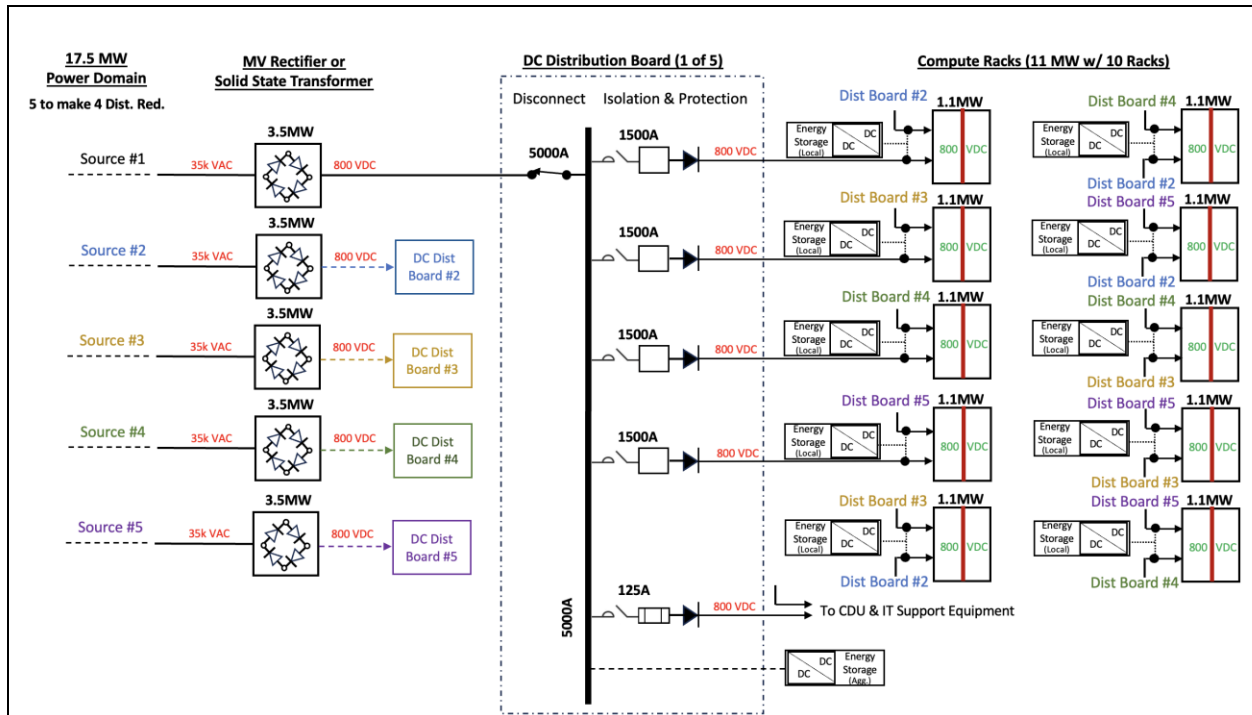 17.5 MW
Power Domain
5 to make 4 Dist. Red.
MV Rectifier or
Solid State Transformer
DC Distribution Board (1 of 5)
Compute Racks (11 MW w/ 10 Racks)
Disconnect
Isolation & Protection
Source #1
35k VAC
3.5MW
800 VDC
5000A
Source #2
35k VAC
3.5MW
800 VDC
DC Dist
Board #2
Source #3
35k VAC
3.5MW
800 VDC
DC Dist
Board #3
Source #4
35k VAC
3.5MW
800 VDC
DC Dist
Board #4
Source #5
35k VAC
3.5MW
800 VDC
DC Dist
Board #5
5000A
1500A
800 VDC
1500A
800 VDC
1500A
800 VDC
1500A
800 VDC
125A
800 VDC
To CDU & IT Support Equipment
DC
DC
Energy
Storage
(Agg.)
Dist Board #2
1.1MW
Energy
Storage
(Local)
DC
DC
800 VDC
Dist Board #3
1.1MW
Energy
Storage
(Local)
DC
DC
800 VDC
Dist Board #4
1.1MW
Energy
Storage
(Local)
DC
DC
800 VDC
Dist Board #5
1.1MW
Energy
Storage
(Local)
DC
DC
800 VDC
Dist Board #3
1.1MW
Energy
Storage
(Local)
DC
DC
800 VDC
Dist Board #2
Dist Board #4
1.1MW
Energy
Storage
(Local)
DC
DC
800 VDC
Dist Board #2
Dist Board #5
1.1MW
Energy
Storage
(Local)
DC
DC
800 VDC
Dist Board #2
Dist Board #4
1.1MW
Energy
Storage
(Local)
DC
DC
800 VDC
Dist Board #3
Dist Board #5
1.1MW
Energy
Storage
(Local)
DC
DC
800 VDC
Dist Board #3
Dist Board #5
1.1MW
Energy
Storage
(Local)
DC
DC
800 VDC
Dist Board #4